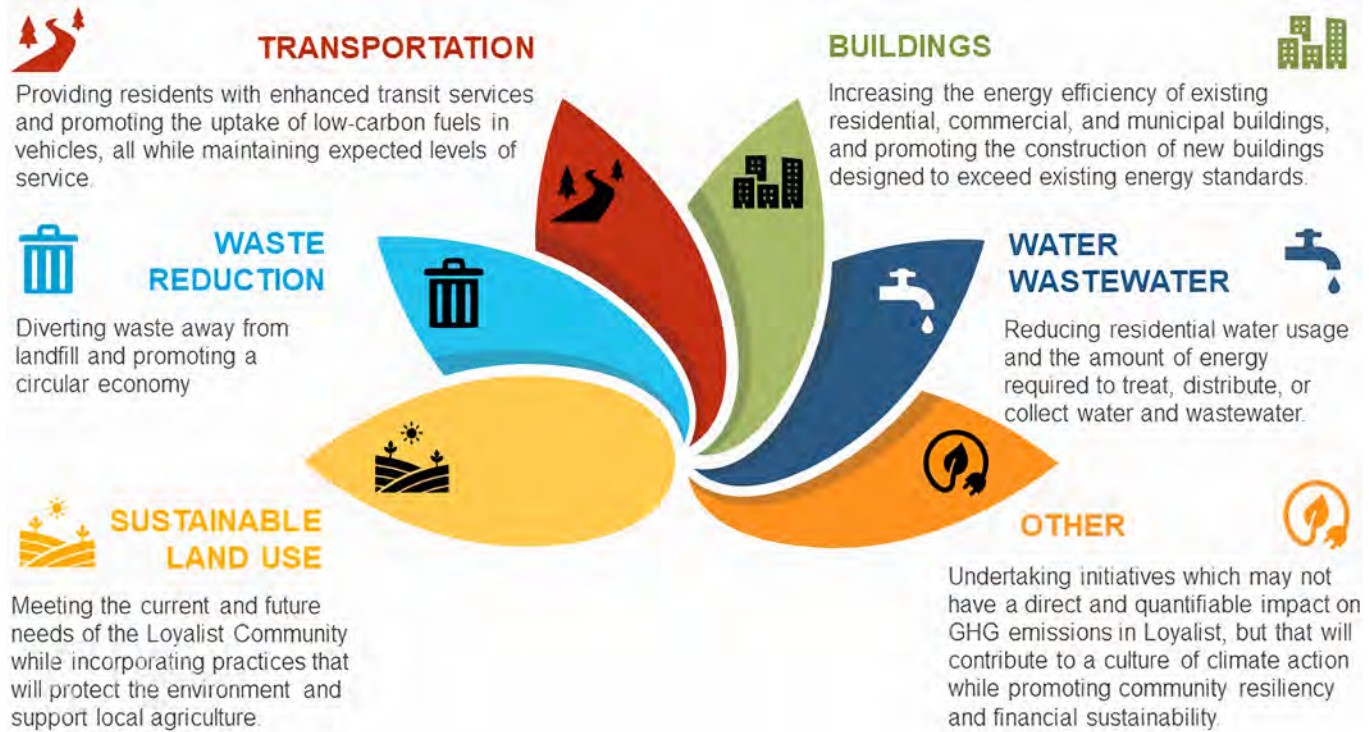 TRANSPORTATION
Providing residents with enhanced transit services
and promoting the uptake of low-carbon fuels in
vehicles, all while maintaining expected levels of
service.
BUILDINGS
Increasing the energy efficiency of existing
residential, commercial, and municipal buildings,
and promoting the construction of new buildings
designed to exceed existing energy standards.
WASTE
REDUCTION
Diverting waste away from
landfill and promoting a
circular economy
WATER
WASTEWATER
Reducing residential water usage
and the amount of energy
required to treat, distribute, or
collect water and wastewater.
SUSTAINABLE
LAND USE
Meeting the current and future
needs of the Loyalist Community
while incorporating practices that
will protect the environment and
support local agriculture.
OTHER
Undertaking initiatives which may not
have a direct and quantifiable impact on
GHG emissions in Loyalist, but that will
contribute to a culture of climate action
while promoting community resiliency
and financial sustainability.